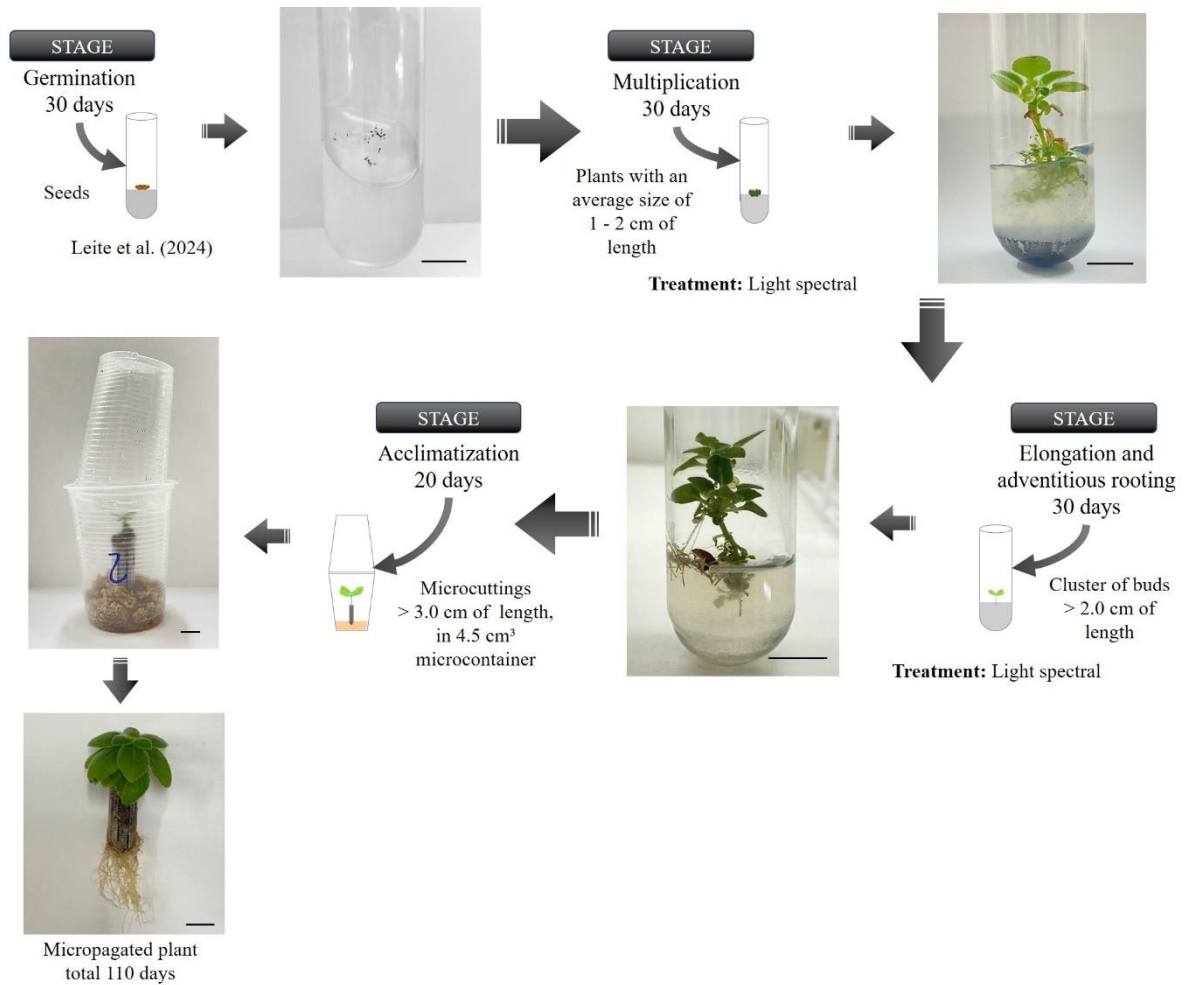 STAGE
Germination
30 days
Seeds
Leite et al. (2024)
STAGE
Multiplication
30 days
Plants with an
average size of
1 - 2 cm of
length
Treatment: Light spectral
STAGE
Elongation and
adventitious rooting
30 days
Cluster of buds
> 2.0 cm of
length
Treatment: Light spectral
STAGE
Acclimatization
20 days
Microcuttings
> 3.0 cm of length,
in 4.5 cm³
microcontainer
2
Micropagated plant
total 110 days